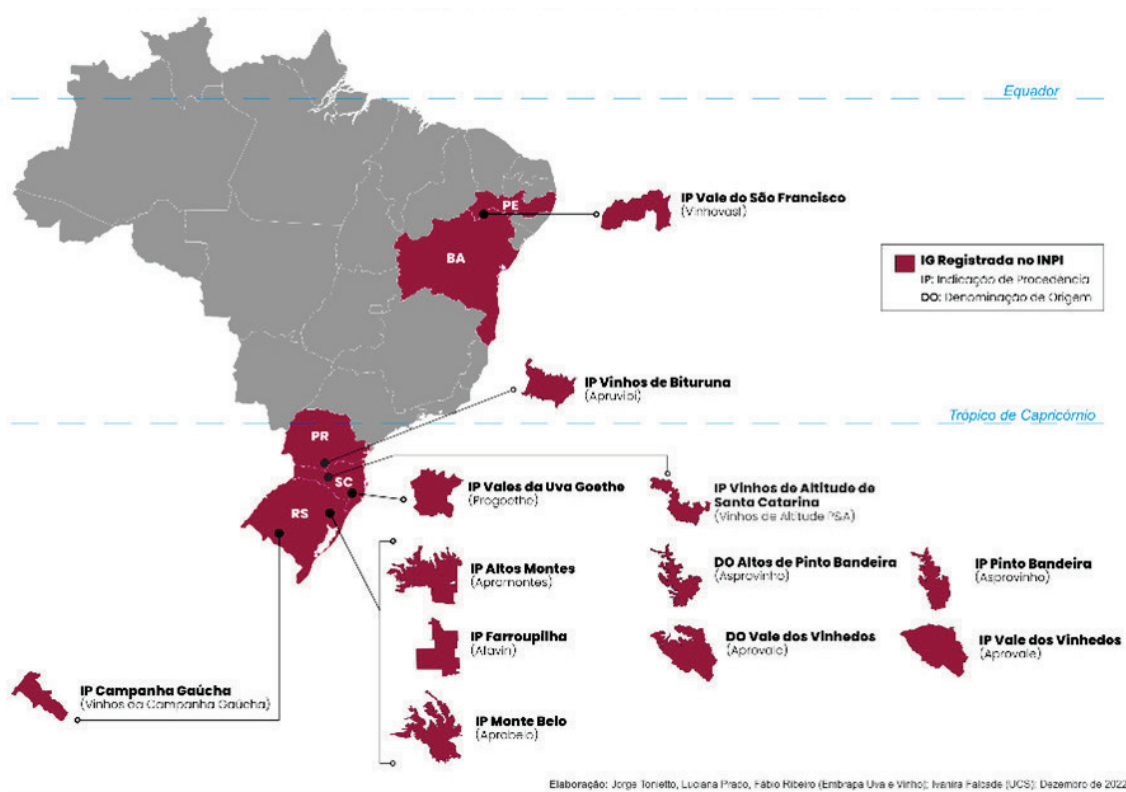 Equador
PE
IP Vale do São Francisco
(Vinhovasf)
BA
IG Registrada no INPI
IP: Indicação de Procedência
DO: Denominação de Origem
IP Vinhos de Bituruna
(Apruvibi)
Trópico de Capricórnio
PR
SC
IP Vales da Uva Goethe
(Progoethe)
IP Vinhos de Altitude de
Santa Catarina
(Vinhos de Altitude P&A)
RS
IP Altos Montes
(Apromontes)
DO Altos de Pinto Bandeira
(Asprovinho)
IP Pinto Bandeira
(Asprovinho)
IP Farroupilha
(Afavin)
DO Vale dos Vinhedos
(Aprovale)
IP Vale dos Vinhedos
(Aprovale)
IP Campanha Gaúcha
(Vinhos da Campanha Gaúcha)
IP Monte Belo
(Aprobelo)
Elaboração: Jorge Tonietto, Luciana Prado, Fábio Ribeiro (Embrapa Uva e Vinho); Ivanira Falcade (UCS); Dezembro de 2022